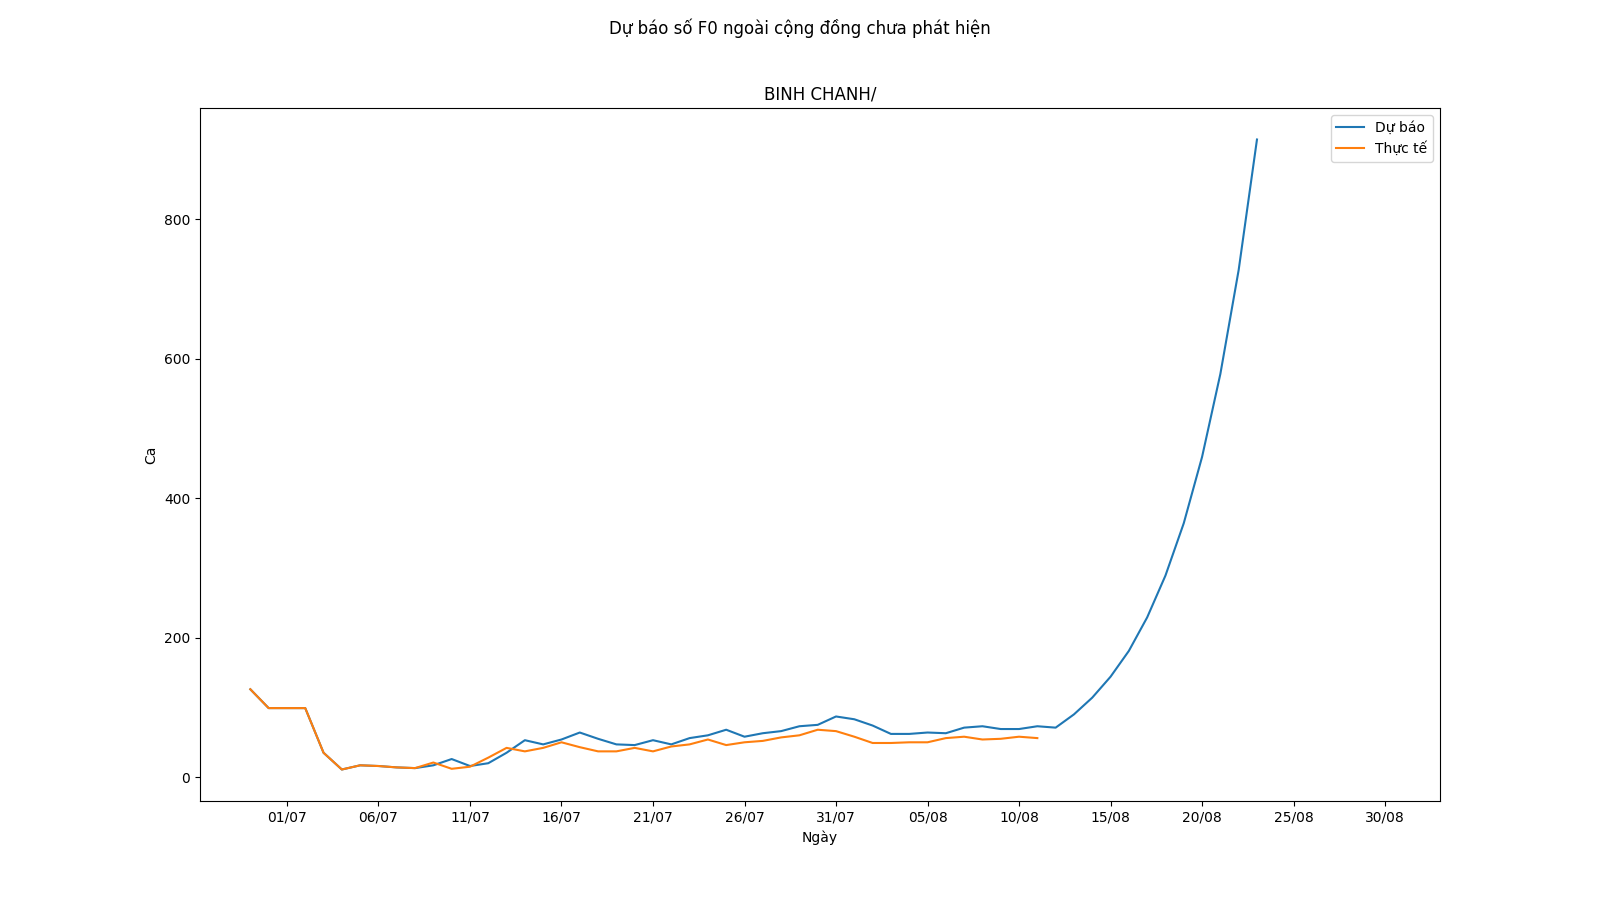 Dự báo số F0 ngoài cộng đồng chưa phát hiện
BINH CHANH/
Dự báo
Thực tế
800
600
400
200
0
Ca
01/07 06/07 11/07 16/07 21/07 26/07 31/07 05/08 10/08 15/08 20/08 25/08 30/08
Ngày